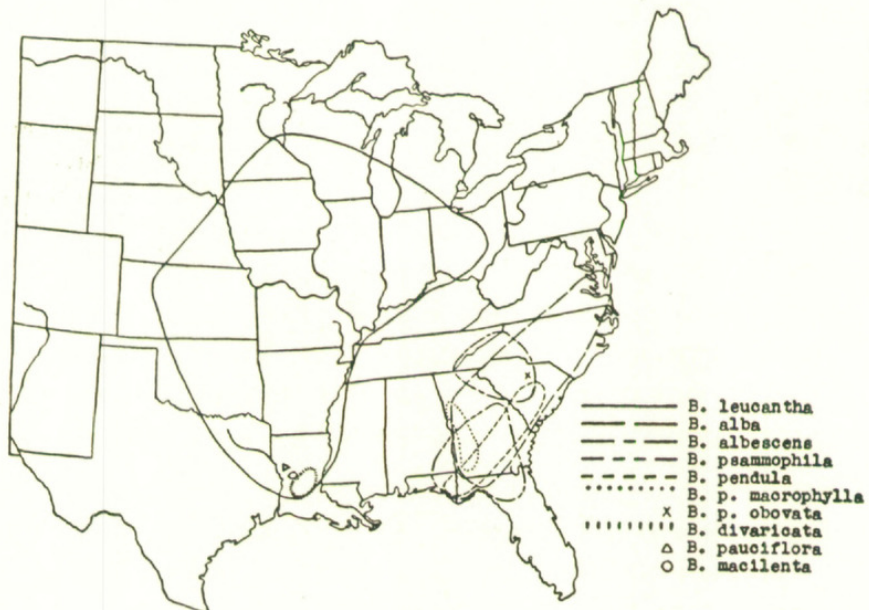 B. leucantha
B. alba
B. albescens
B. psammophila
B. pendula
B. p. macrophylla
x B. p. obovata
B. divaricata
△ B. pauciflora
○ B. macilenta